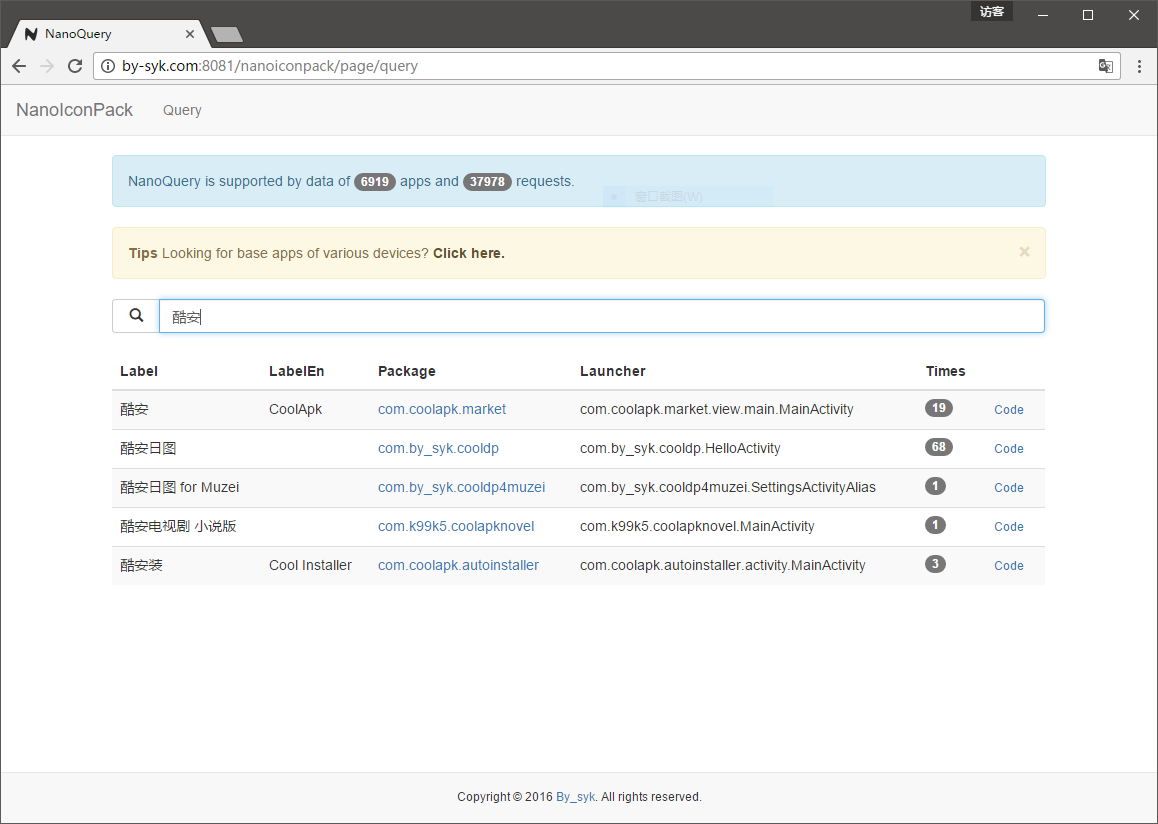 访客
NanoQuery
by-syk.com:8081/nanoiconpack/page/query
NanoIconPack Query
NanoQuery is supported by data of 6919 apps and 37978 requests.
窗口截图(W)
Tips Looking for base apps of various devices? Click here. ×
酷安
Label LabelEn Package Launcher Times
酷安 CoolApk com.coolapk.market com.coolapk.market.view.main.MainActivity 19 Code
酷安日图 com.by_syk.cooldp com.by_syk.cooldp.HelloActivity 68 Code
酷安日图 for Muzei com.by_syk.cooldp4muzei com.by_syk.cooldp4muzei.SettingsActivityAlias 1 Code
酷安电视剧 小说版 com.k99k5.coolapknovel com.k99k5.coolapknovel.MainActivity 1 Code
酷安装 Cool Installer com.coolapk.autoinstaller com.coolapk.autoinstaller.activity.MainActivity 3 Code
Copyright © 2016 By_syk. All rights reserved.